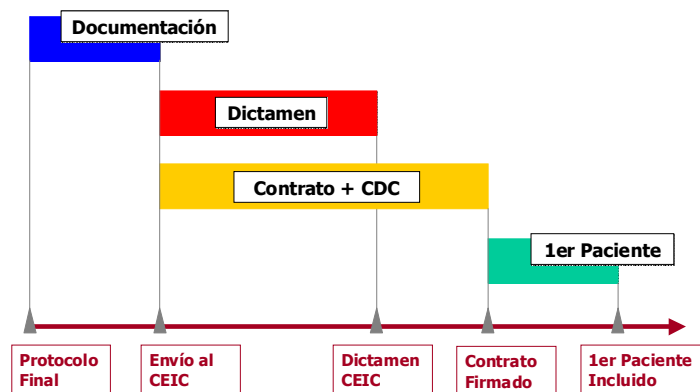 Documentación
Dictamen
Contrato + CDC
1er Paciente
Protocolo
Final
Envío al
CEIC
Dictamen
CEIC
Contrato
Firmado
1er Paciente
Incluido